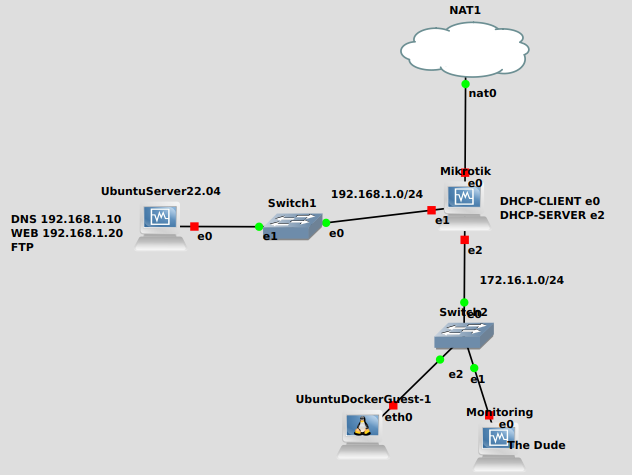 NAT1
nat0
Mikrotik
e0
UbuntuServer22.04
192.168.1.0/24
DHCP-CLIENT e0
DHCP-SERVER e2
Switch1
DNS 192.168.1.10
WEB 192.168.1.20
FTP
e0
e1
e0
e1
e2
172.16.1.0/24
Switch2
e0
e2
e1
UbuntuDockerGuest-1
eth0
Monitoring
e0
The Dude